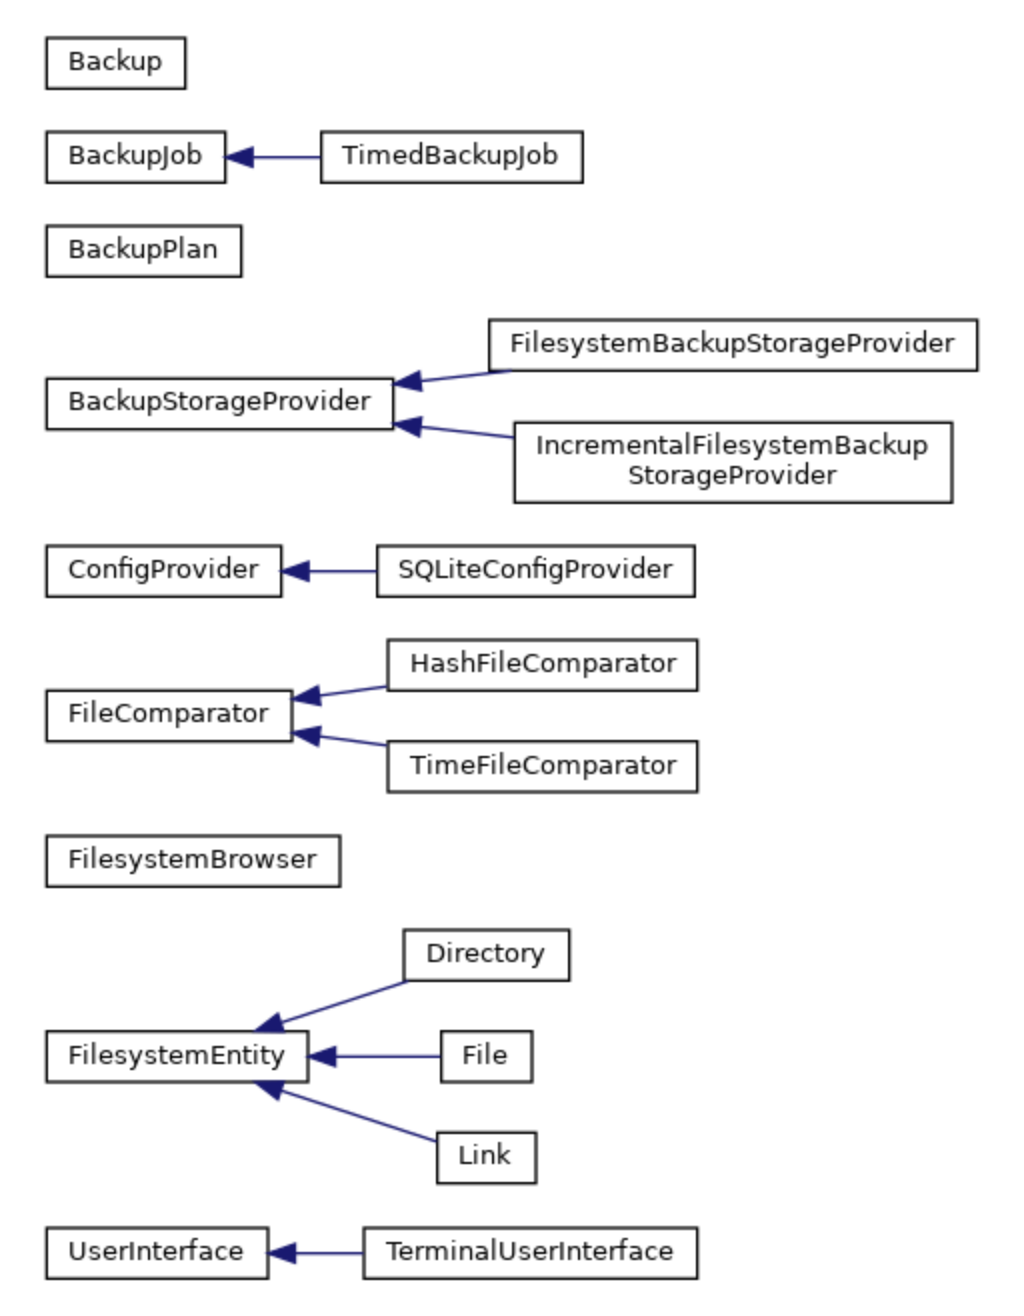 Backup
BackupJob
TimedBackupJob
BackupPlan
FilesystemBackupStorageProvider
BackupStorageProvider
IncrementalFilesystemBackup
StorageProvider
ConfigProvider
SQLiteConfigProvider
HashFileComparator
FileComparator
TimeFileComparator
FilesystemBrowser
Directory
FilesystemEntity
File
Link
UserInterface
TerminalUserInterface